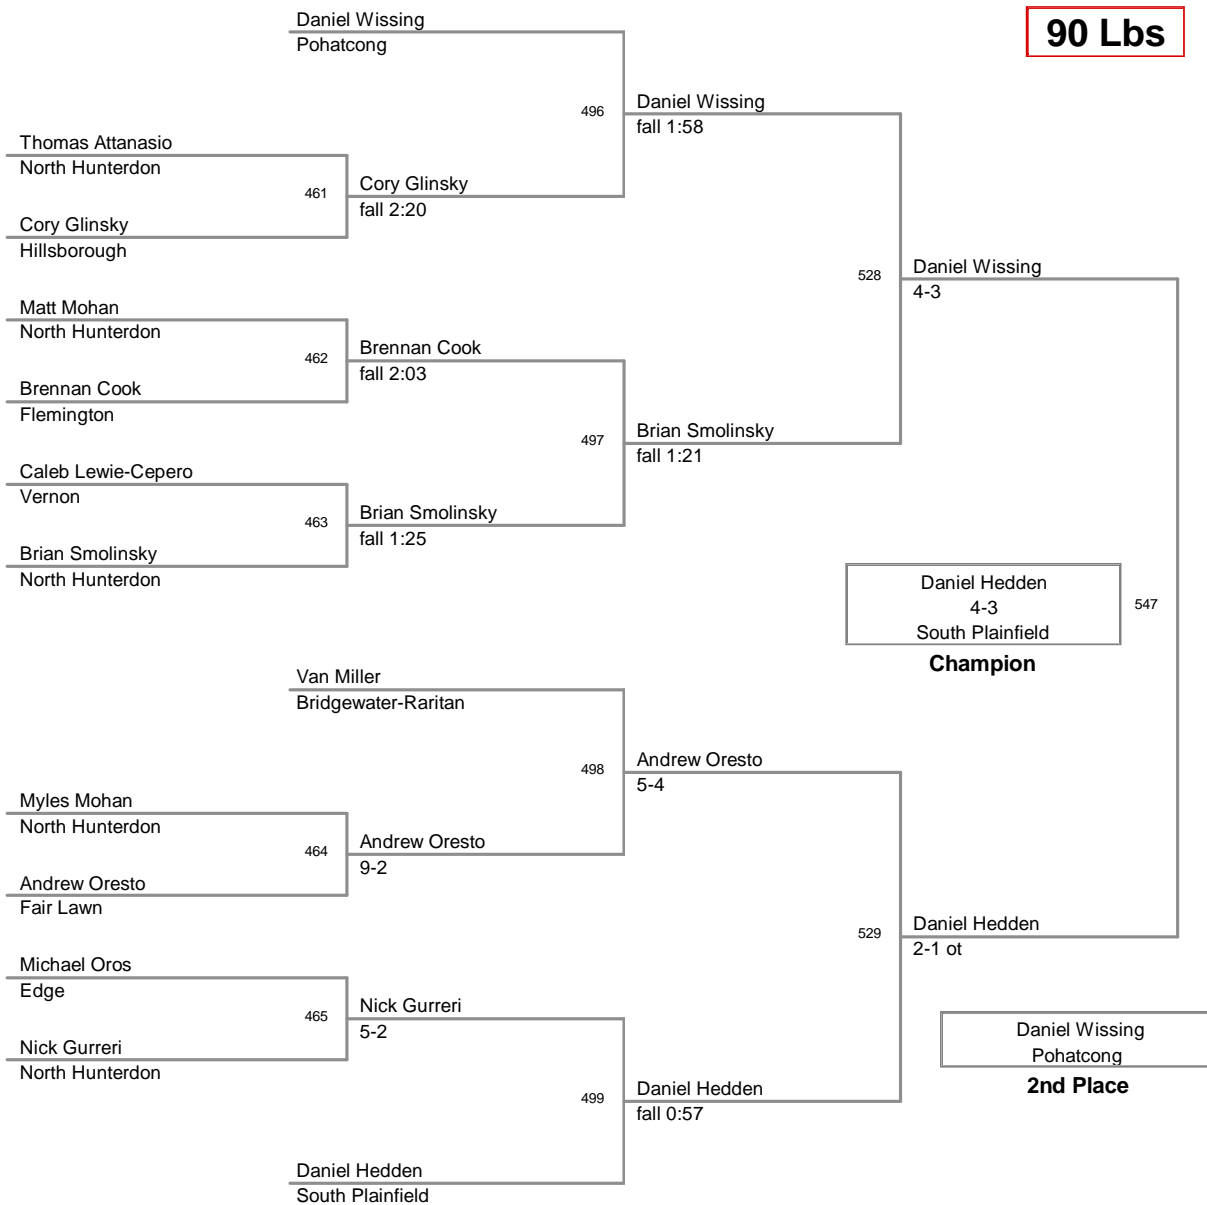 Daniel Wissing
Pohatcong
90 Lbs
496
Daniel Wissing
fall 1:58
Thomas Attanasio
North Hunterdon
461
Cory Glinsky
fall 2:20
Cory Glinsky
Hillsborough
528
Daniel Wissing
4-3
Matt Mohan
North Hunterdon
462
Brennan Cook
fall 2:03
Brennan Cook
Flemington
497
Brian Smolinsky
fall 1:21
Caleb Lewie-Cepero
Vernon
463
Brian Smolinsky
fall 1:25
Brian Smolinsky
North Hunterdon
Daniel Hedden
4-3
South Plainfield
547
Champion
Van Miller
Bridgewater-Raritan
498
Andrew Oresto
5-4
Myles Mohan
North Hunterdon
464
Andrew Oresto
9-2
Andrew Oresto
Fair Lawn
529
Daniel Hedden
2-1 ot
Michael Oros
Edge
465
Nick Gurreri
5-2
Nick Gurreri
North Hunterdon
Daniel Wissing
Pohatcong
2nd Place
499
Daniel Hedden
fall 0:57
Daniel Hedden
South Plainfield